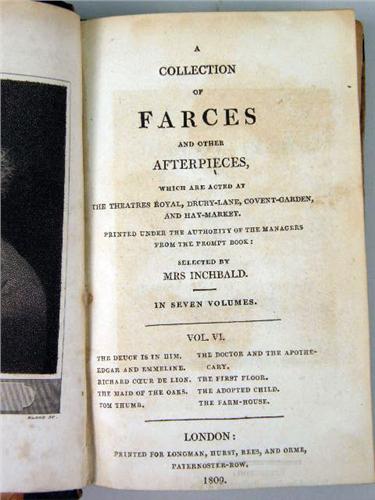 A
COLLECTION
OF
FARCES
AND OTHER
AFTERPIECES,
WHICH ARE ACTED AT
THE THEATRES ROYAL, DRURY-LANE, COVENT-GARDEN,
AND HAY-MARKET.
PRINTED UNDER THE AUTHORITY OF THE MANAGERS
FROM THE PROMPT BOOK:
SELECTED BY
MRS INCHBALD.
IN SEVEN VOLUMES.
VOL. VI.
THE DEUCE IS IN HIM.
EDGAR AND EMMELINE.
RICHARD CŒUR DE LION.
THE MAID OF THE OAKS.
TOM THUMB.
THE DOCTOR AND THE APOTHE-
CARY.
THE FIRST FLOOR.
THE ADOPTED CHILD.
THE FARM-HOUSE.
LONDON:
PRINTED FOR LONGMAN, HURST, REES, AND ORME,
PATERNOSTER-ROW.
1809.